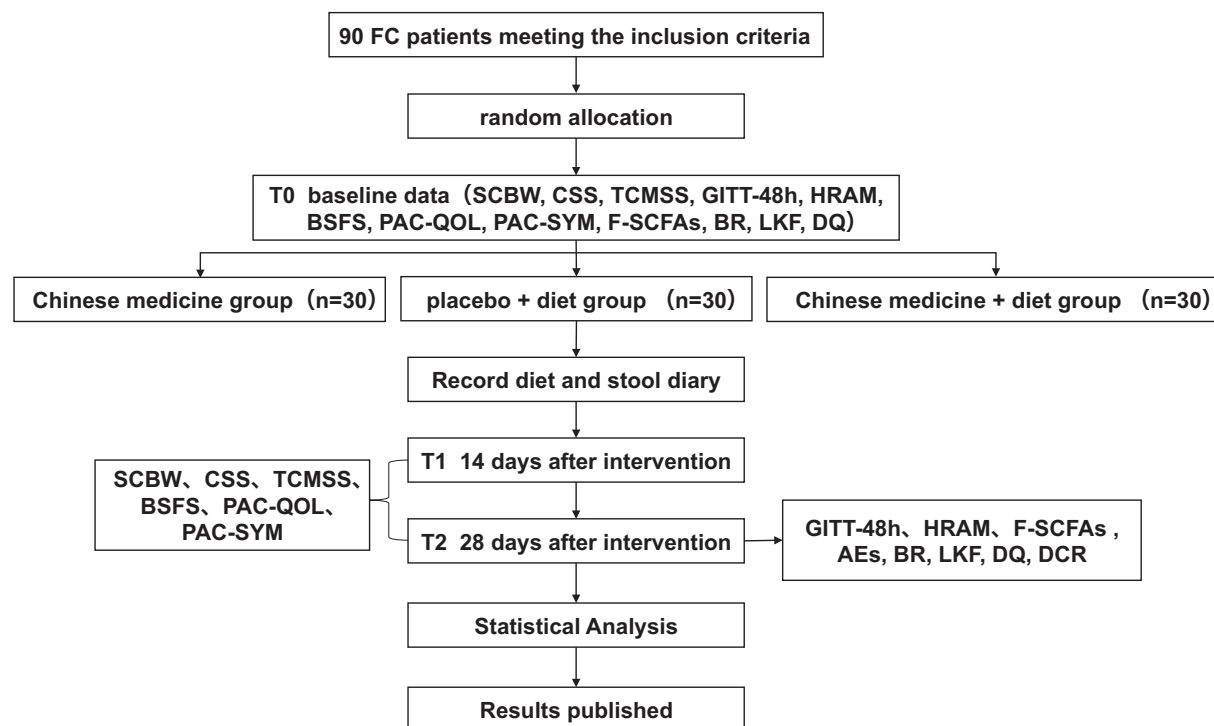 90 FC patients meeting the inclusion criteria
random allocation
T0 baseline data（SCBW, CSS, TCMSS, GITT-48h, HRAM,
BSFS, PAC-QOL, PAC-SYM, F-SCFAs, BR, LKF, DQ）
Chinese medicine group（n=30）
placebo + diet group （n=30）
Chinese medicine + diet group （n=30）
Record diet and stool diary
T1 14 days after intervention
SCBW、CSS、TCMSS、
BSFS、PAC-QOL、
PAC-SYM
T2 28 days after intervention
GITT-48h、HRAM、F-SCFAs ,
AEs, BR, LKF, DQ, DCR
Statistical Analysis
Results published